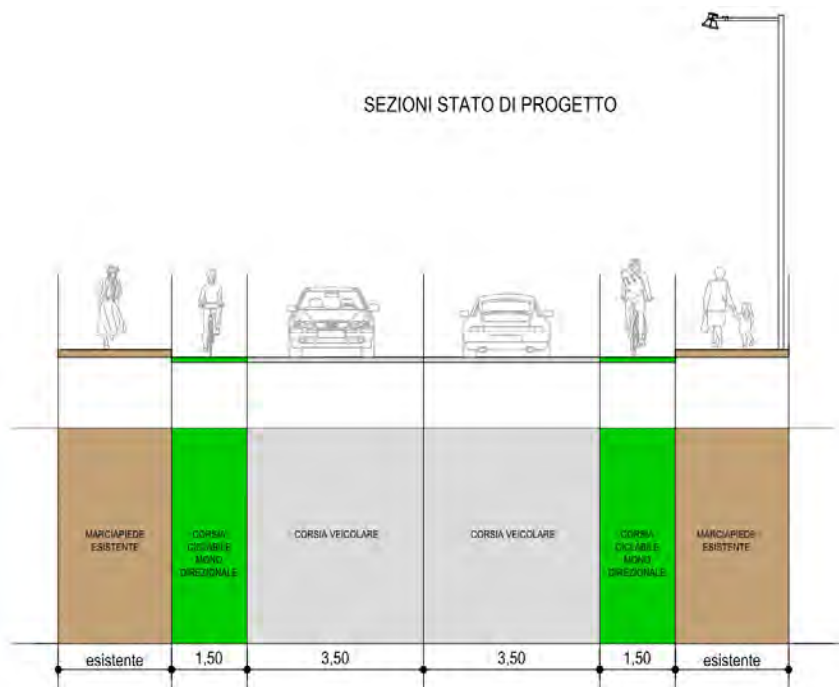 SEZIONI STATO DI PROGETTO
MARCIAPIEDE
ESISTENTE
CORSIA
CICLABILE
MONO
DIREZIONALE
CORSIA VEICOLARE
CORSIA VEICOLARE
CORSIA
CICLABILE
MONO
DIREZIONALE
MARCIAPIEDE
ESISTENTE
esistente
1,50
3,50
3,50
1,50
esistente